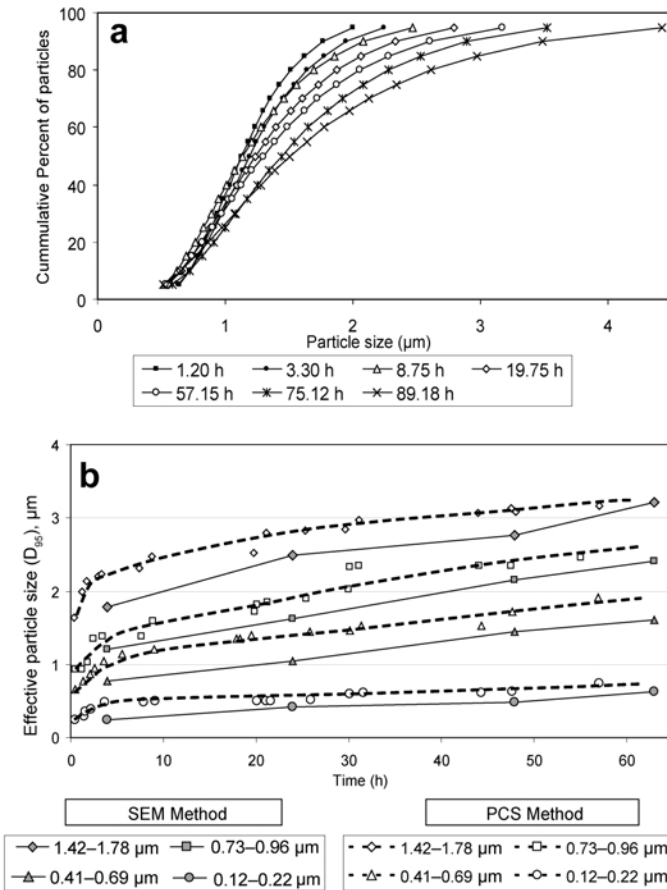 a
100
80
60
40
20
0
Cummulative Percent of particles
0 1 2 3 4
Particle size (µm)
1.20 h 3.30 h 8.75 h 19.75 h
57.15 h 75.12 h 89.18 h
b
4
3
2
1
0
Effective particle size (D95), µm
0 10 20 30 40 50 60
Time (h)
SEM Method PCS Method
1.42–1.78 µm 0.73–0.96 µm 1.42–1.78 µm 0.73–0.96 µm
0.41–0.69 µm 0.12–0.22 µm 0.41–0.69 µm 0.12–0.22 µm